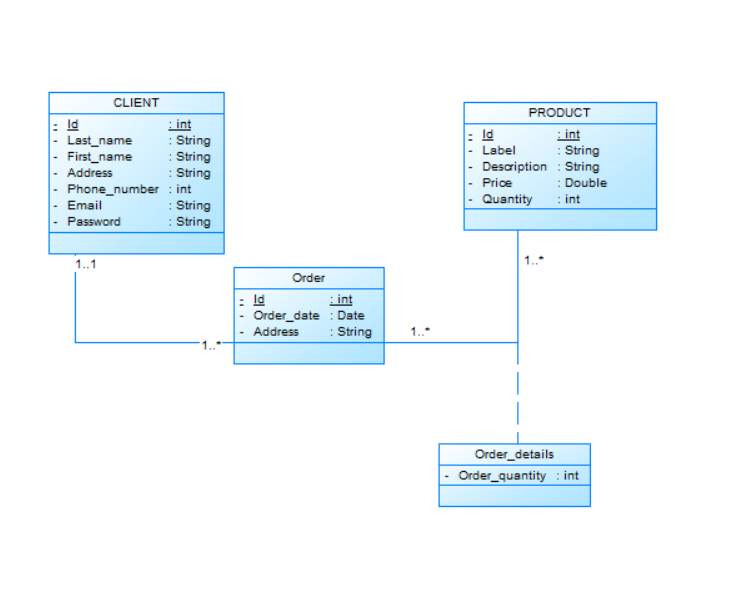 CLIENT
- Id : int
- Last_name : String
- First_name : String
- Address : String
- Phone_number : int
- Email : String
- Password : String
1..1
PRODUCT
- Id : int
- Label : String
- Description : String
- Price : Double
- Quantity : int
1..*
Order
- Id : int
- Order_date : Date
- Address : String
1..*
1..*
Order_details
- Order_quantity : int